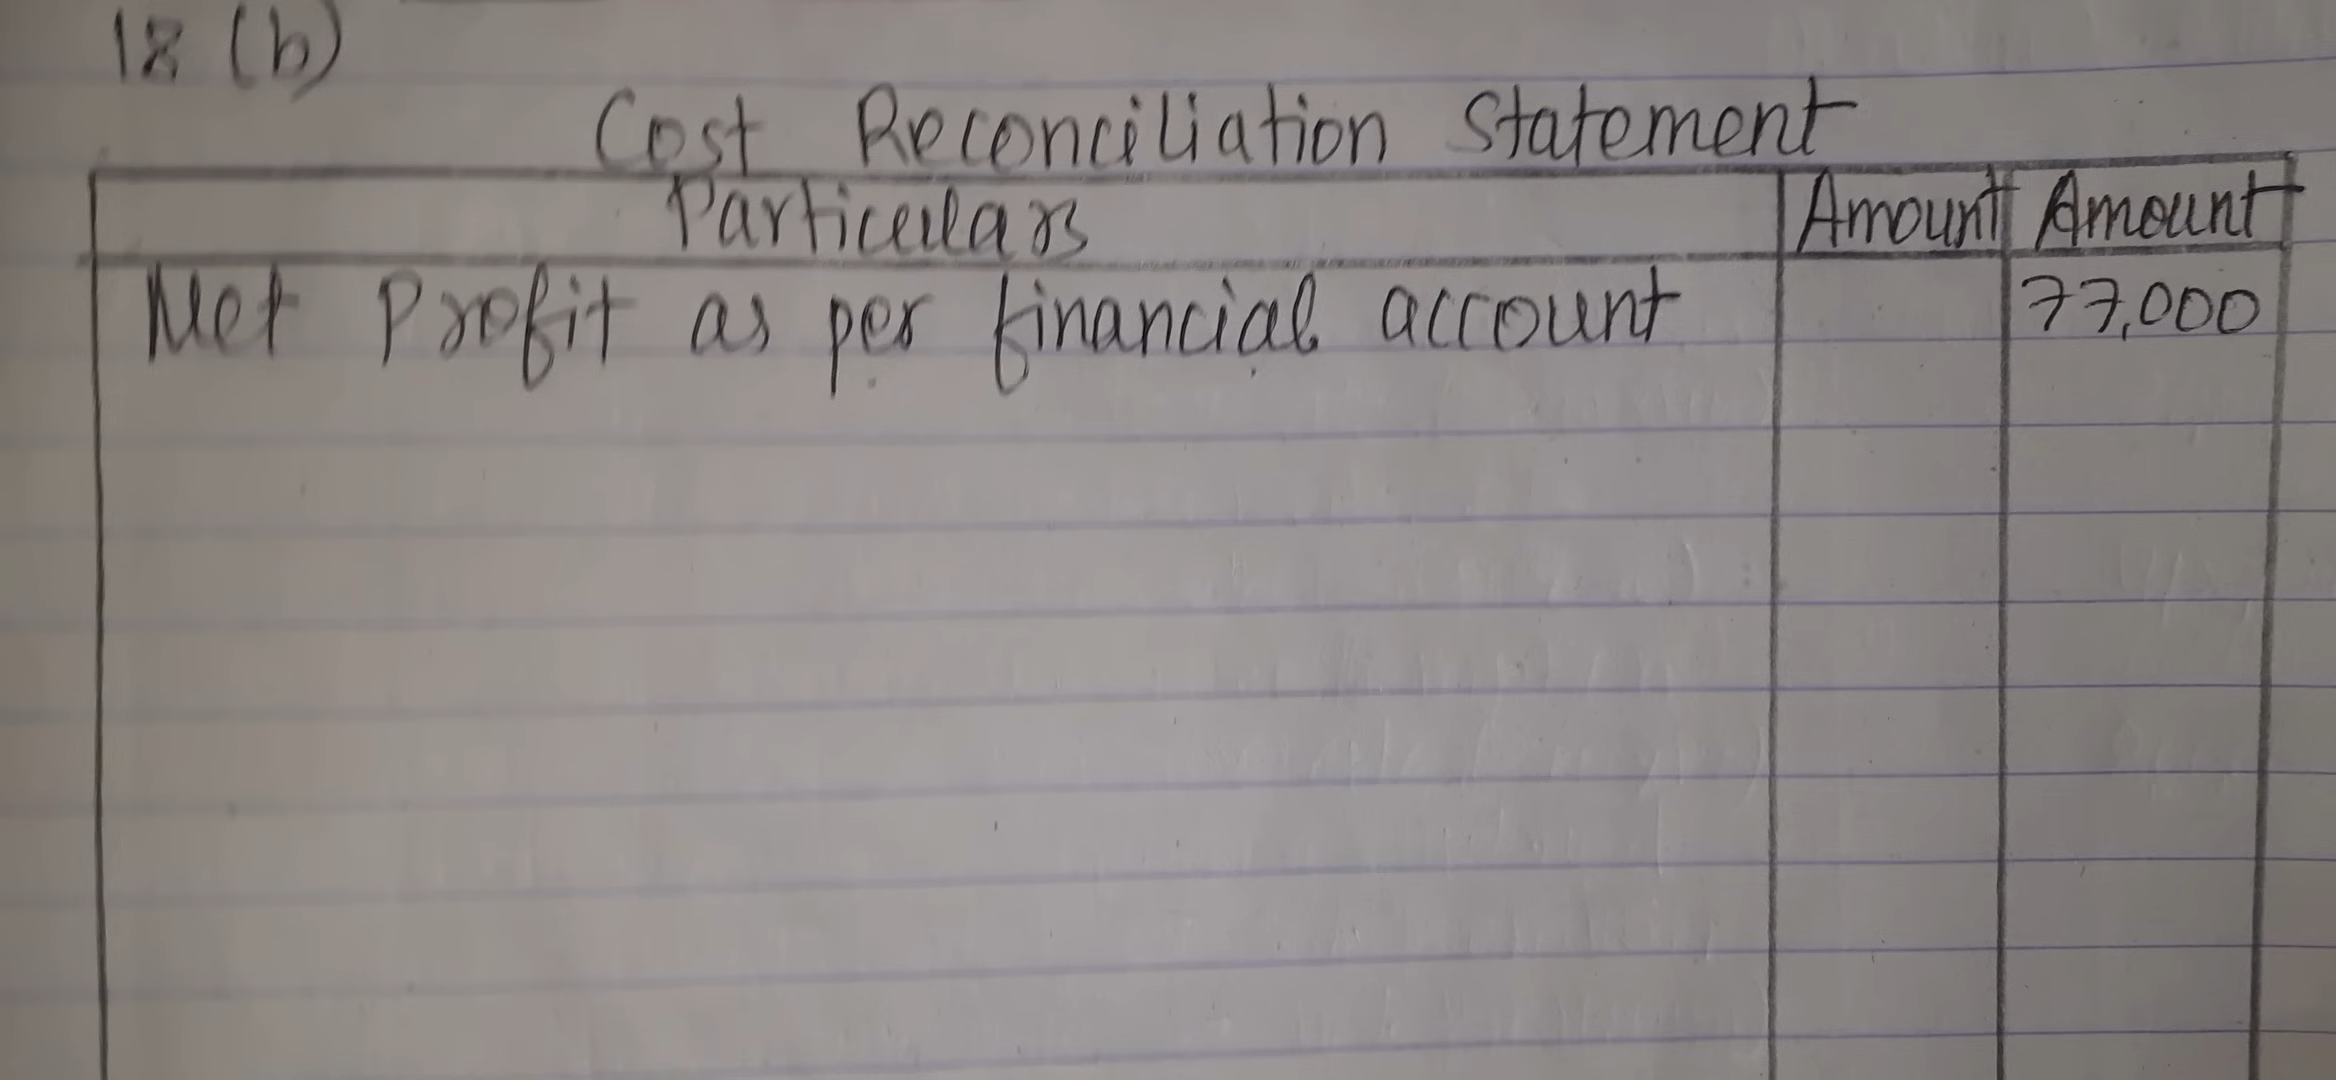 18 (b)
Cost Reconciliation Statement
Particulars Amount Amount
Net Profit as per financial account 77,000